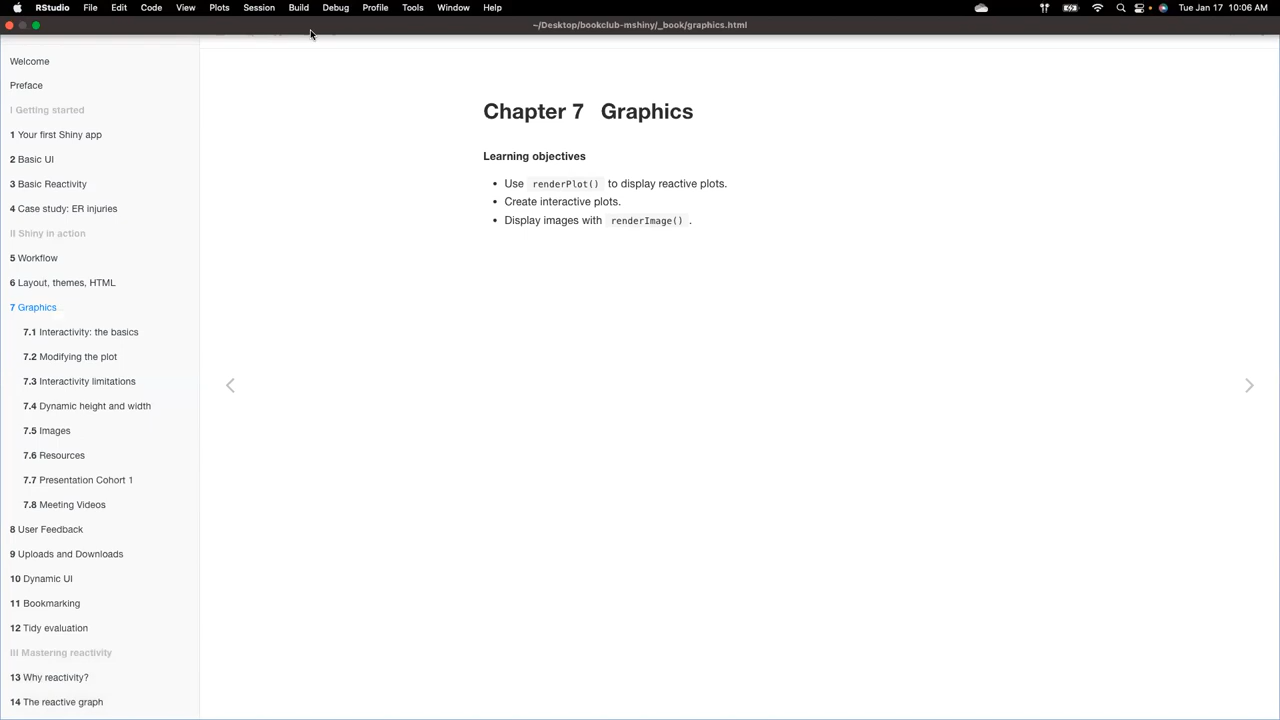 RStudio File Edit Code View Plots Session Build Debug Profile Tools Window Help Tue Jan 17 10:06 AM
~/Desktop/bookclub-mshiny/_book/graphics.html
Welcome
Preface
I Getting started
1 Your first Shiny app
2 Basic UI
3 Basic Reactivity
4 Case study: ER injuries
II Shiny in action
5 Workflow
6 Layout, themes, HTML
7 Graphics
7.1 Interactivity: the basics
7.2 Modifying the plot
7.3 Interactivity limitations
7.4 Dynamic height and width
7.5 Images
7.6 Resources
7.7 Presentation Cohort 1
7.8 Meeting Videos
8 User Feedback
9 Uploads and Downloads
10 Dynamic UI
11 Bookmarking
12 Tidy evaluation
III Mastering reactivity
13 Why reactivity?
14 The reactive graph
Chapter 7 Graphics
Learning objectives
• Use renderPlot() to display reactive plots.
• Create interactive plots.
• Display images with renderImage() .